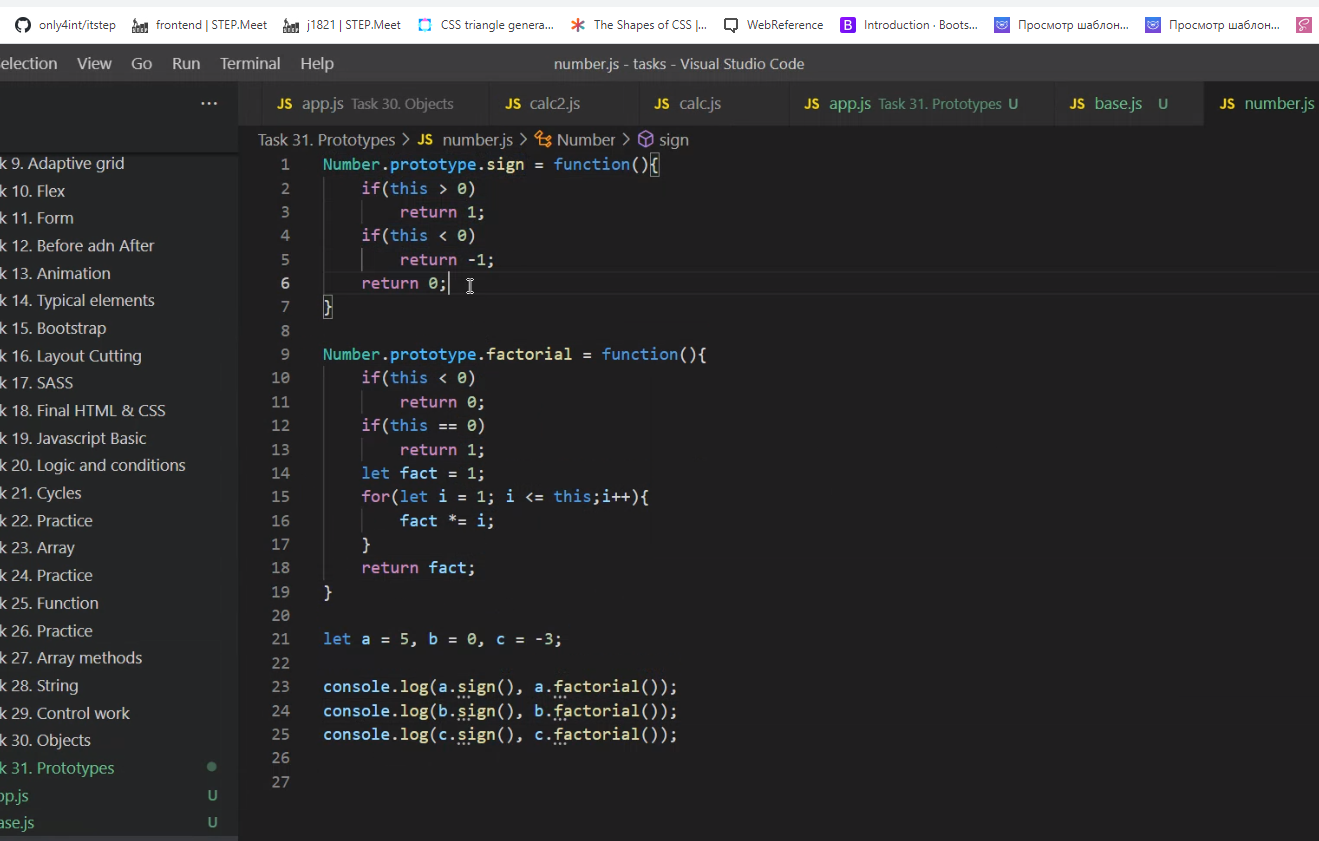 only4int/itstep frontend | STEP.Meet j1821 | STEP.Meet CSS triangle genera... The Shapes of CSS |... WebReference B Introduction · Boots... Просмотр шаблон... Просмотр шаблон...
election View Go Run Terminal Help number.js - tasks - Visual Studio Code
... JS app.js Task 30. Objects JS calc2.js JS calc.js JS app.js Task 31. Prototypes U JS base.js U JS number.js
Task 31. Prototypes > JS number.js > Number > sign
k 9. Adaptive grid
k 10. Flex
k 11. Form
k 12. Before adn After
k 13. Animation
k 14. Typical elements
k 15. Bootstrap
k 16. Layout Cutting
k 17. SASS
k 18. Final HTML & CSS
k 19. Javascript Basic
k 20. Logic and conditions
k 21. Cycles
k 22. Practice
k 23. Array
k 24. Practice
k 25. Function
k 26. Practice
k 27. Array methods
k 28. String
k 29. Control work
k 30. Objects
k 31. Prototypes
pp.js U
ase.js U
1 Number.prototype.sign = function(){
2 if(this > 0)
3 return 1;
4 if(this < 0)
5 return -1;
6 return 0;
7 }
8
9 Number.prototype.factorial = function(){
10 if(this < 0)
11 return 0;
12 if(this == 0)
13 return 1;
14 let fact = 1;
15 for(let i = 1; i <= this;i++){
16 fact *= i;
17 }
18 return fact;
19 }
20
21 let a = 5, b = 0, c = -3;
22
23 console.log(a.sign(), a.factorial());
24 console.log(b.sign(), b.factorial());
25 console.log(c.sign(), c.factorial());
26
27